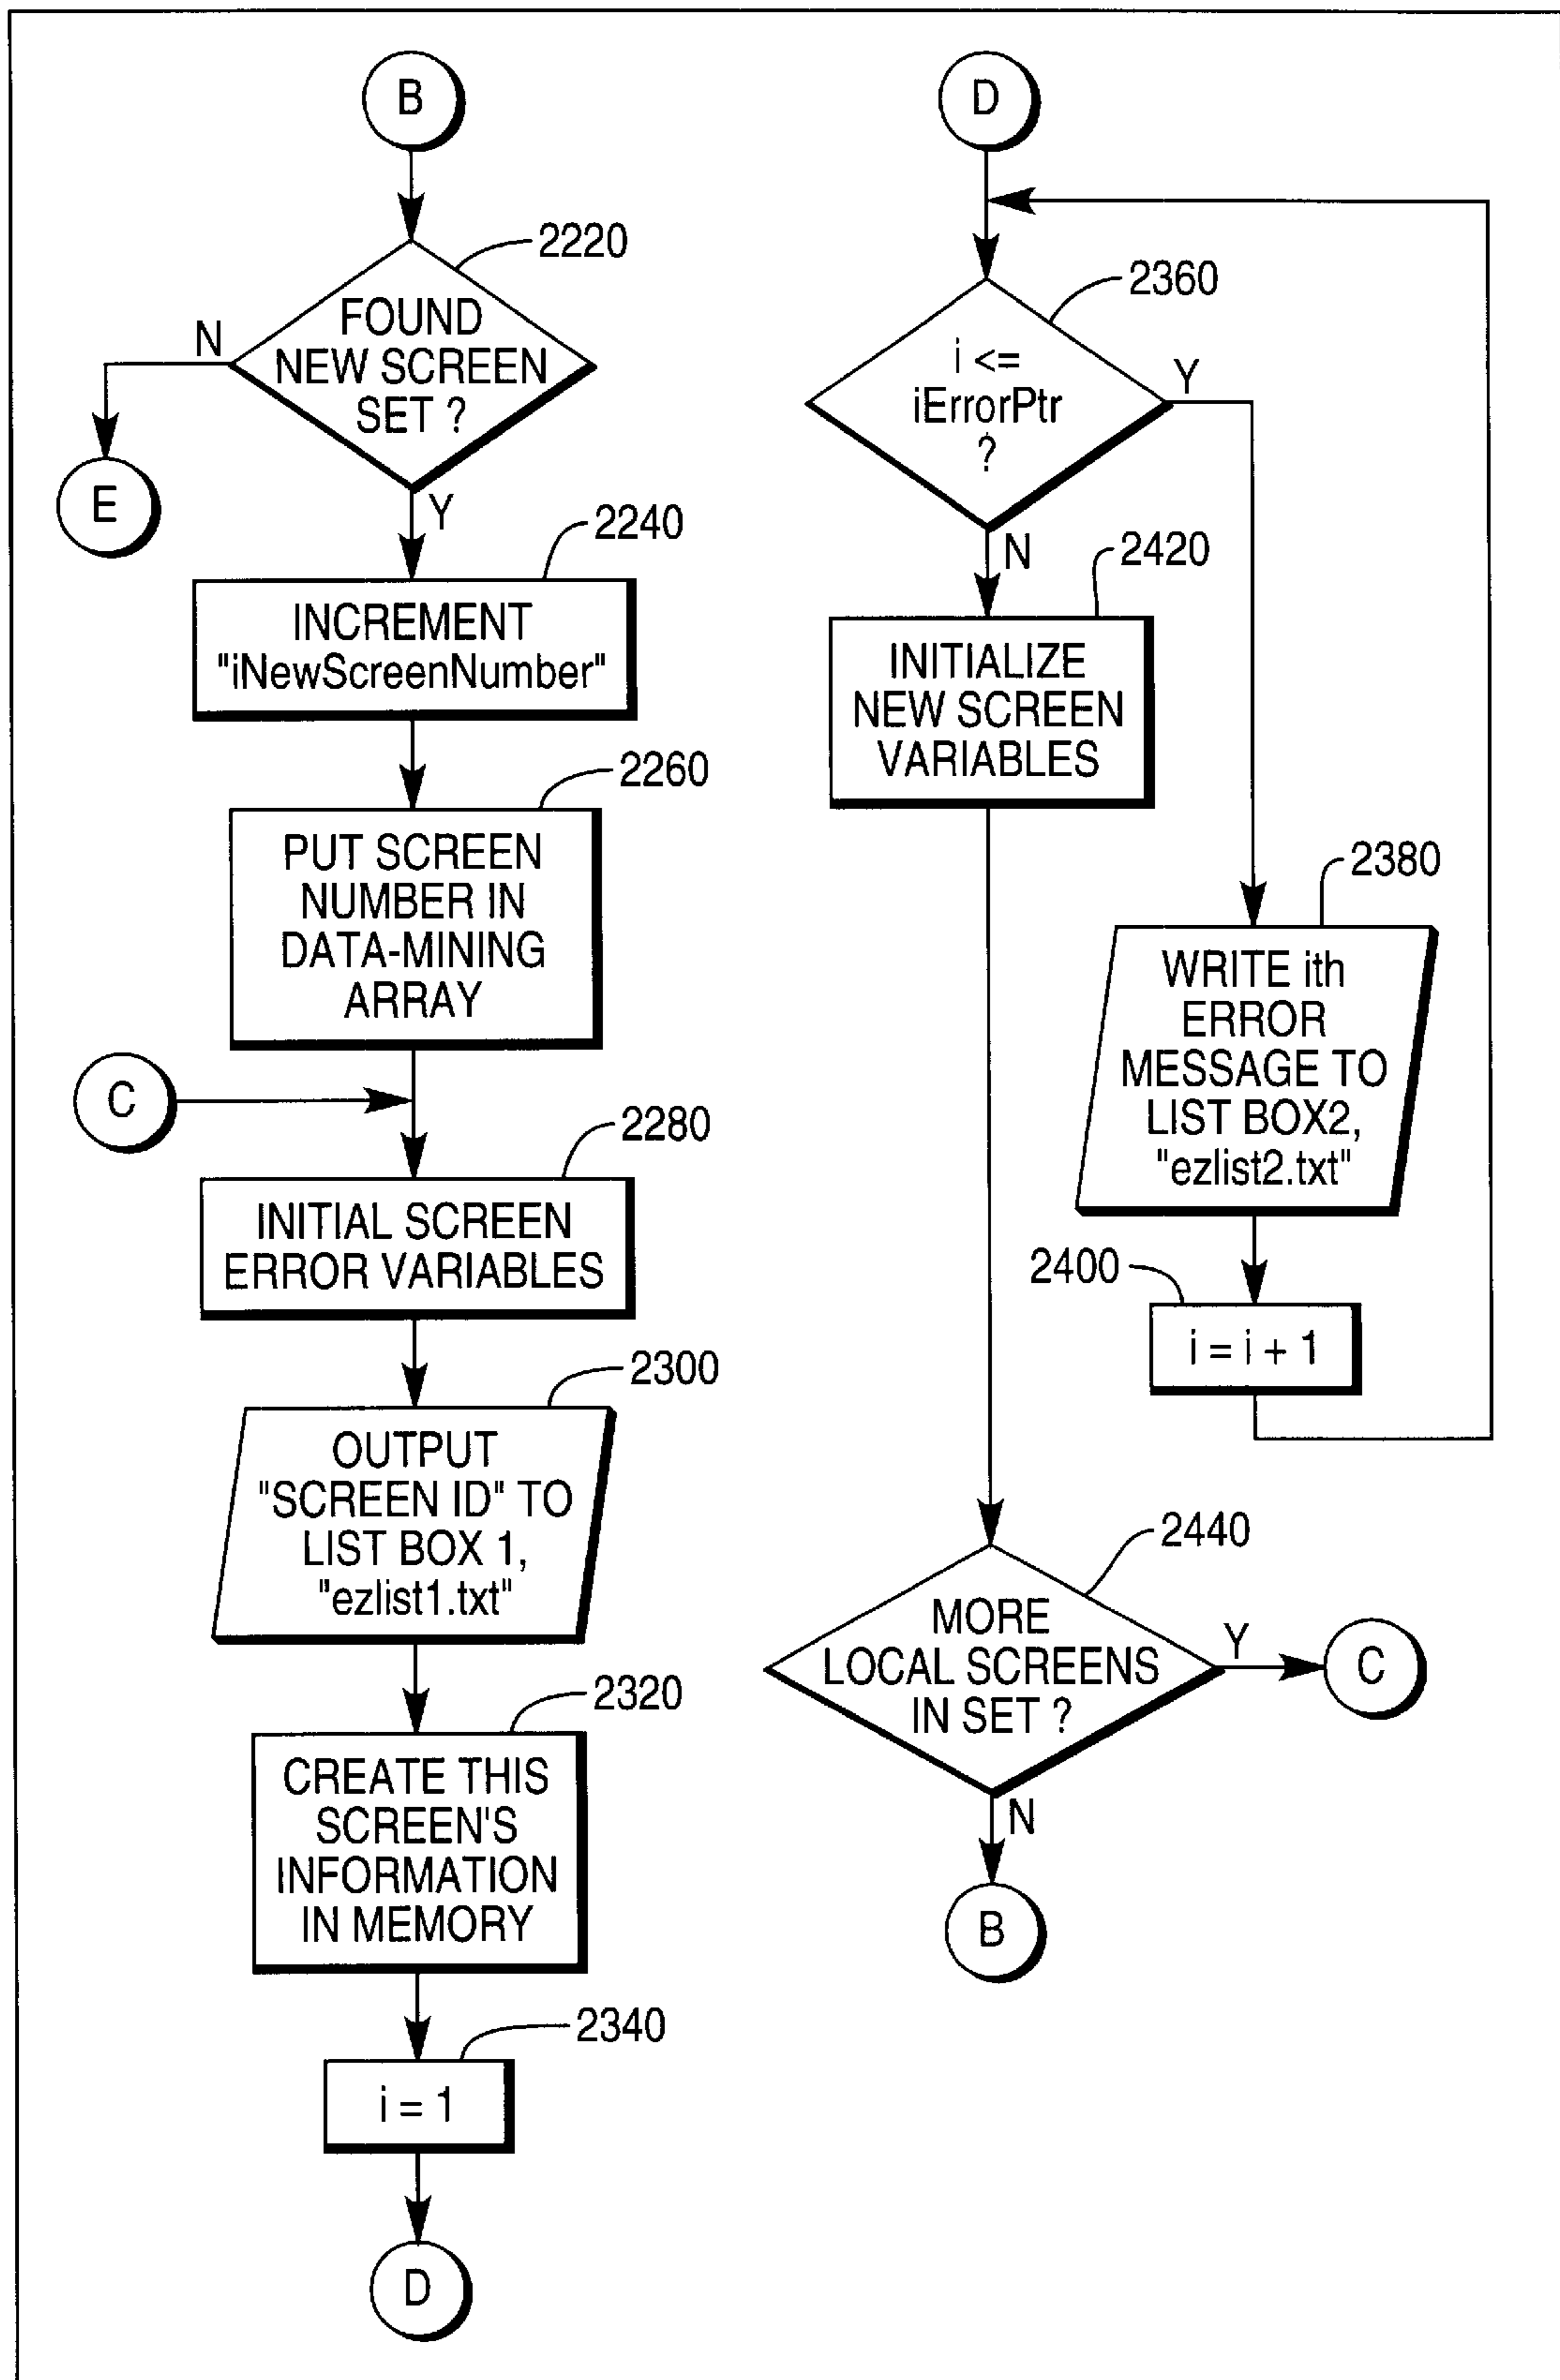 B
2220
FOUND
NEW SCREEN
SET ?
N
E
Y
2240
INCREMENT
"iNewScreenNumber"
2260
PUT SCREEN
NUMBER IN
DATA-MINING
ARRAY
C
2280
INITIAL SCREEN
ERROR VARIABLES
2300
OUTPUT
"SCREEN ID" TO
LIST BOX 1,
"ezlist1.txt"
2320
CREATE THIS
SCREEN'S
INFORMATION
IN MEMORY
2340
i = 1
D
D
2360
i <=
iErrorPtr
?
Y
N
2420
INITIALIZE
NEW SCREEN
VARIABLES
2380
WRITE ith
ERROR
MESSAGE TO
LIST BOX2,
"ezlist2.txt"
2400
i = i + 1
2440
MORE
LOCAL SCREENS
IN SET ?
Y
C
N
B